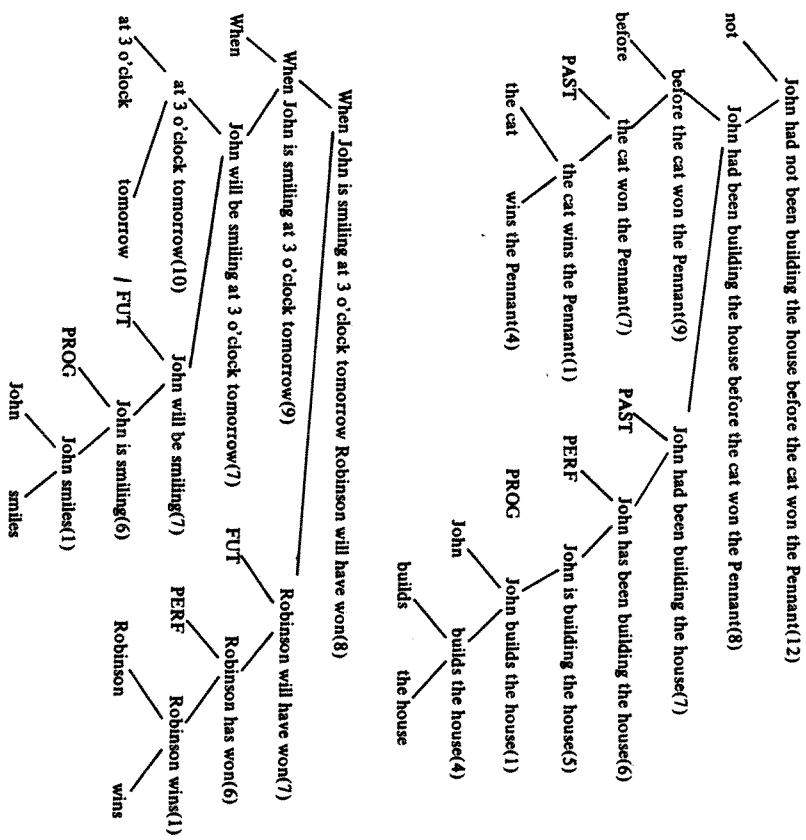 John had not been building the house before the cat won the Pennant(12)
not John had been building the house before the cat won the Pennant(8)
before the cat won the Pennant(9) John had been building the house(7)
before the cat won the Pennant(7) PAST John has been building the house(6)
PAST the cat wins the Pennant(1) PERF John is building the house(5)
the cat wins the Pennant(4) PROG John builds the house(1)
John builds the house(4)
builds the house
When John is smiling at 3 o'clock tomorrow Robinson will have won(8)
When John is smiling at 3 o'clock tomorrow(9) Robinson will have won(7)
When John will be smiling at 3 o'clock tomorrow(7) FUT Robinson has won(6)
at 3 o'clock tomorrow(10) John will be smiling(7) PERF Robinson wins(1)
at 3 o'clock tomorrow / FUT John is smiling(6) Robinson wins
PROG John smiles(1)
John smiles